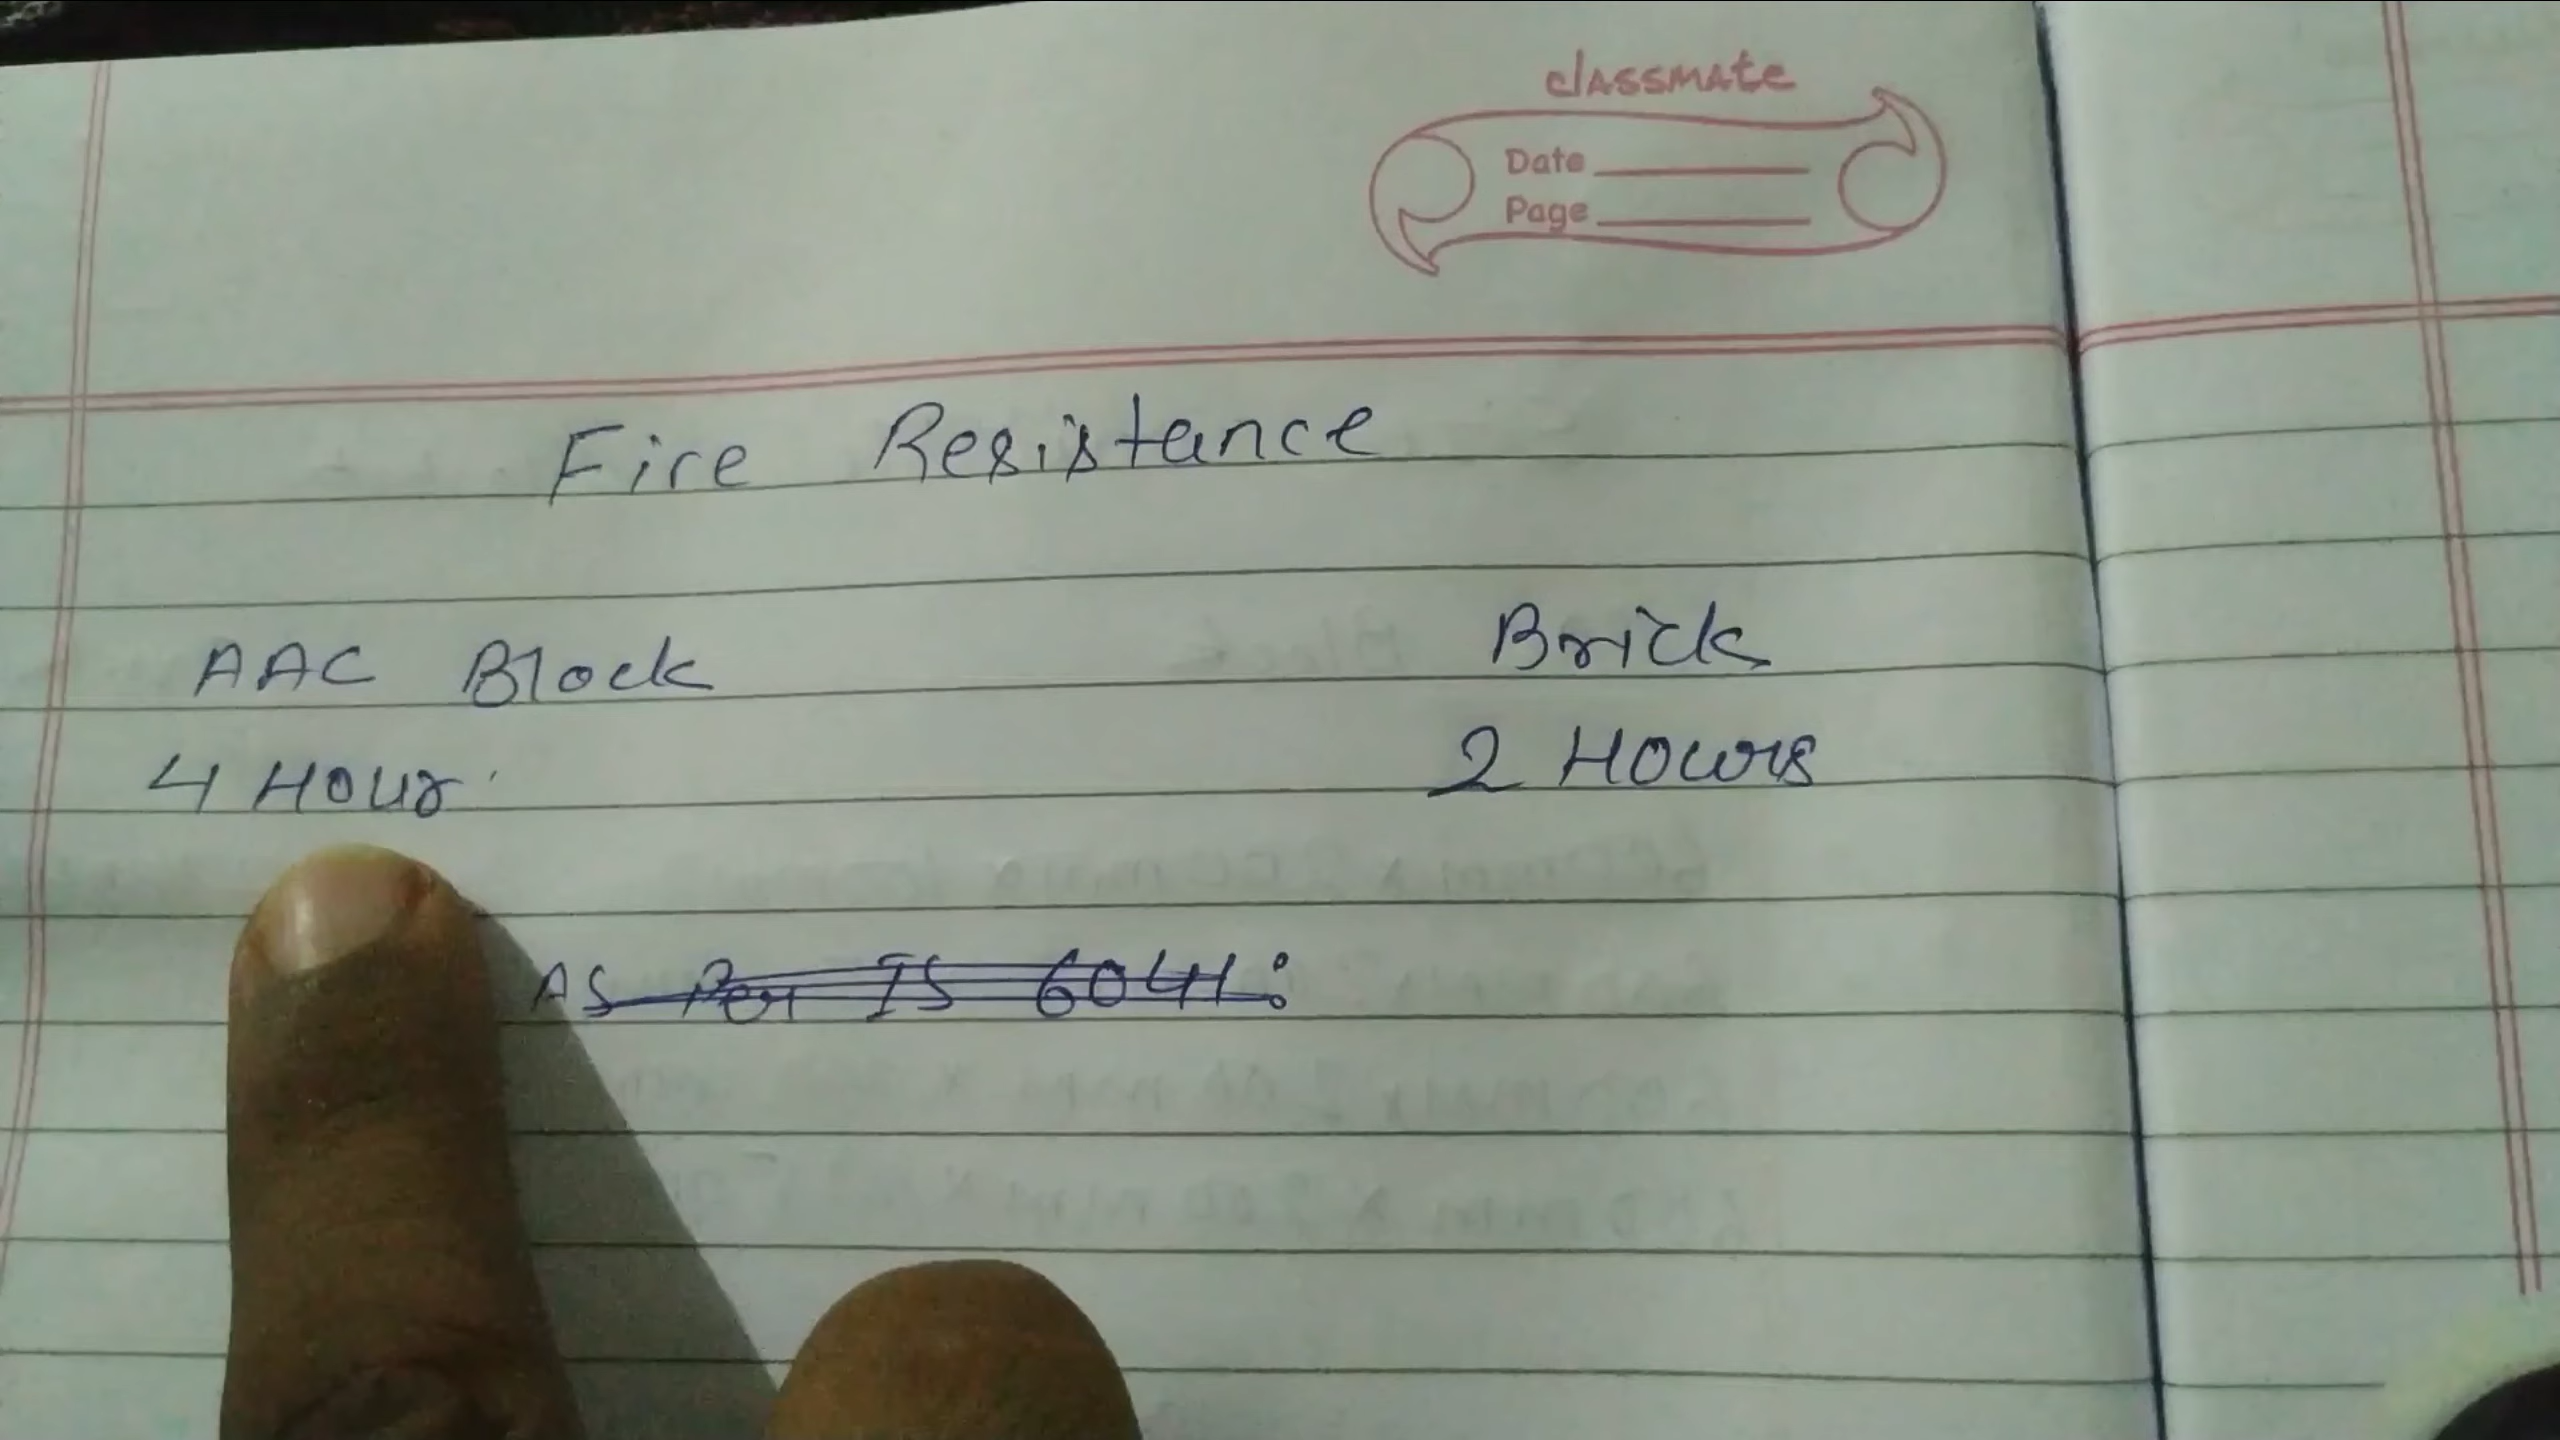 classmate
Date
Page
Fire Resistance
AAC Block Brick
4 Hour 2 Hours
As Per IS 6041: